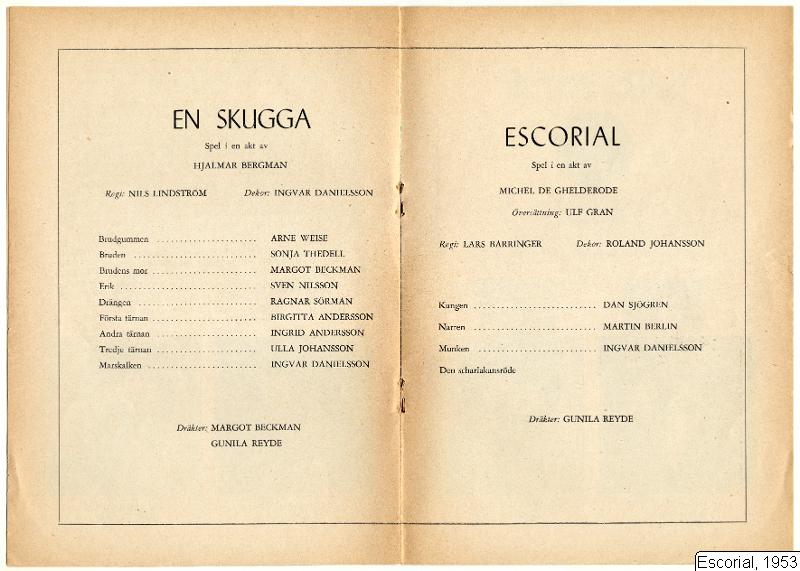 EN SKUGGA
Spel i en akt av
HJALMAR BERGMAN
Regi: NILS LINDSTRÖM Dekor: INGVAR DANIELSSON
Brudgummen ...................... ARNE WEISE
Bruden ...................... SONJA THEDELL
Brudens mor ...................... MARGOT BECKMAN
Erik ...................... SVEN NILSSON
Drängen ...................... RAGNAR SÖRMAN
Första tärnan ...................... BIRGITTA ANDERSSON
Andra tärnan ...................... INGRID ANDERSSON
Tredje tärnan ...................... ULLA JOHANSSON
Marskalken ...................... INGVAR DANIELSSON
Dräkter: MARGOT BECKMAN
GUNILA REYDE
ESCORIAL
Spel i en akt av
MICHEL DE GHELDERODE
Översättning: ULF GRAN
Regi: LARS BARRINGER Dekor: ROLAND JOHANSSON
Kungen ...................... DAN SJÖGREN
Narren ...................... MARTIN BERLIN
Munken ...................... INGVAR DANIELSSON
Den scharlakansröde
Dräkter: GUNILA REYDE
Escorial, 1953